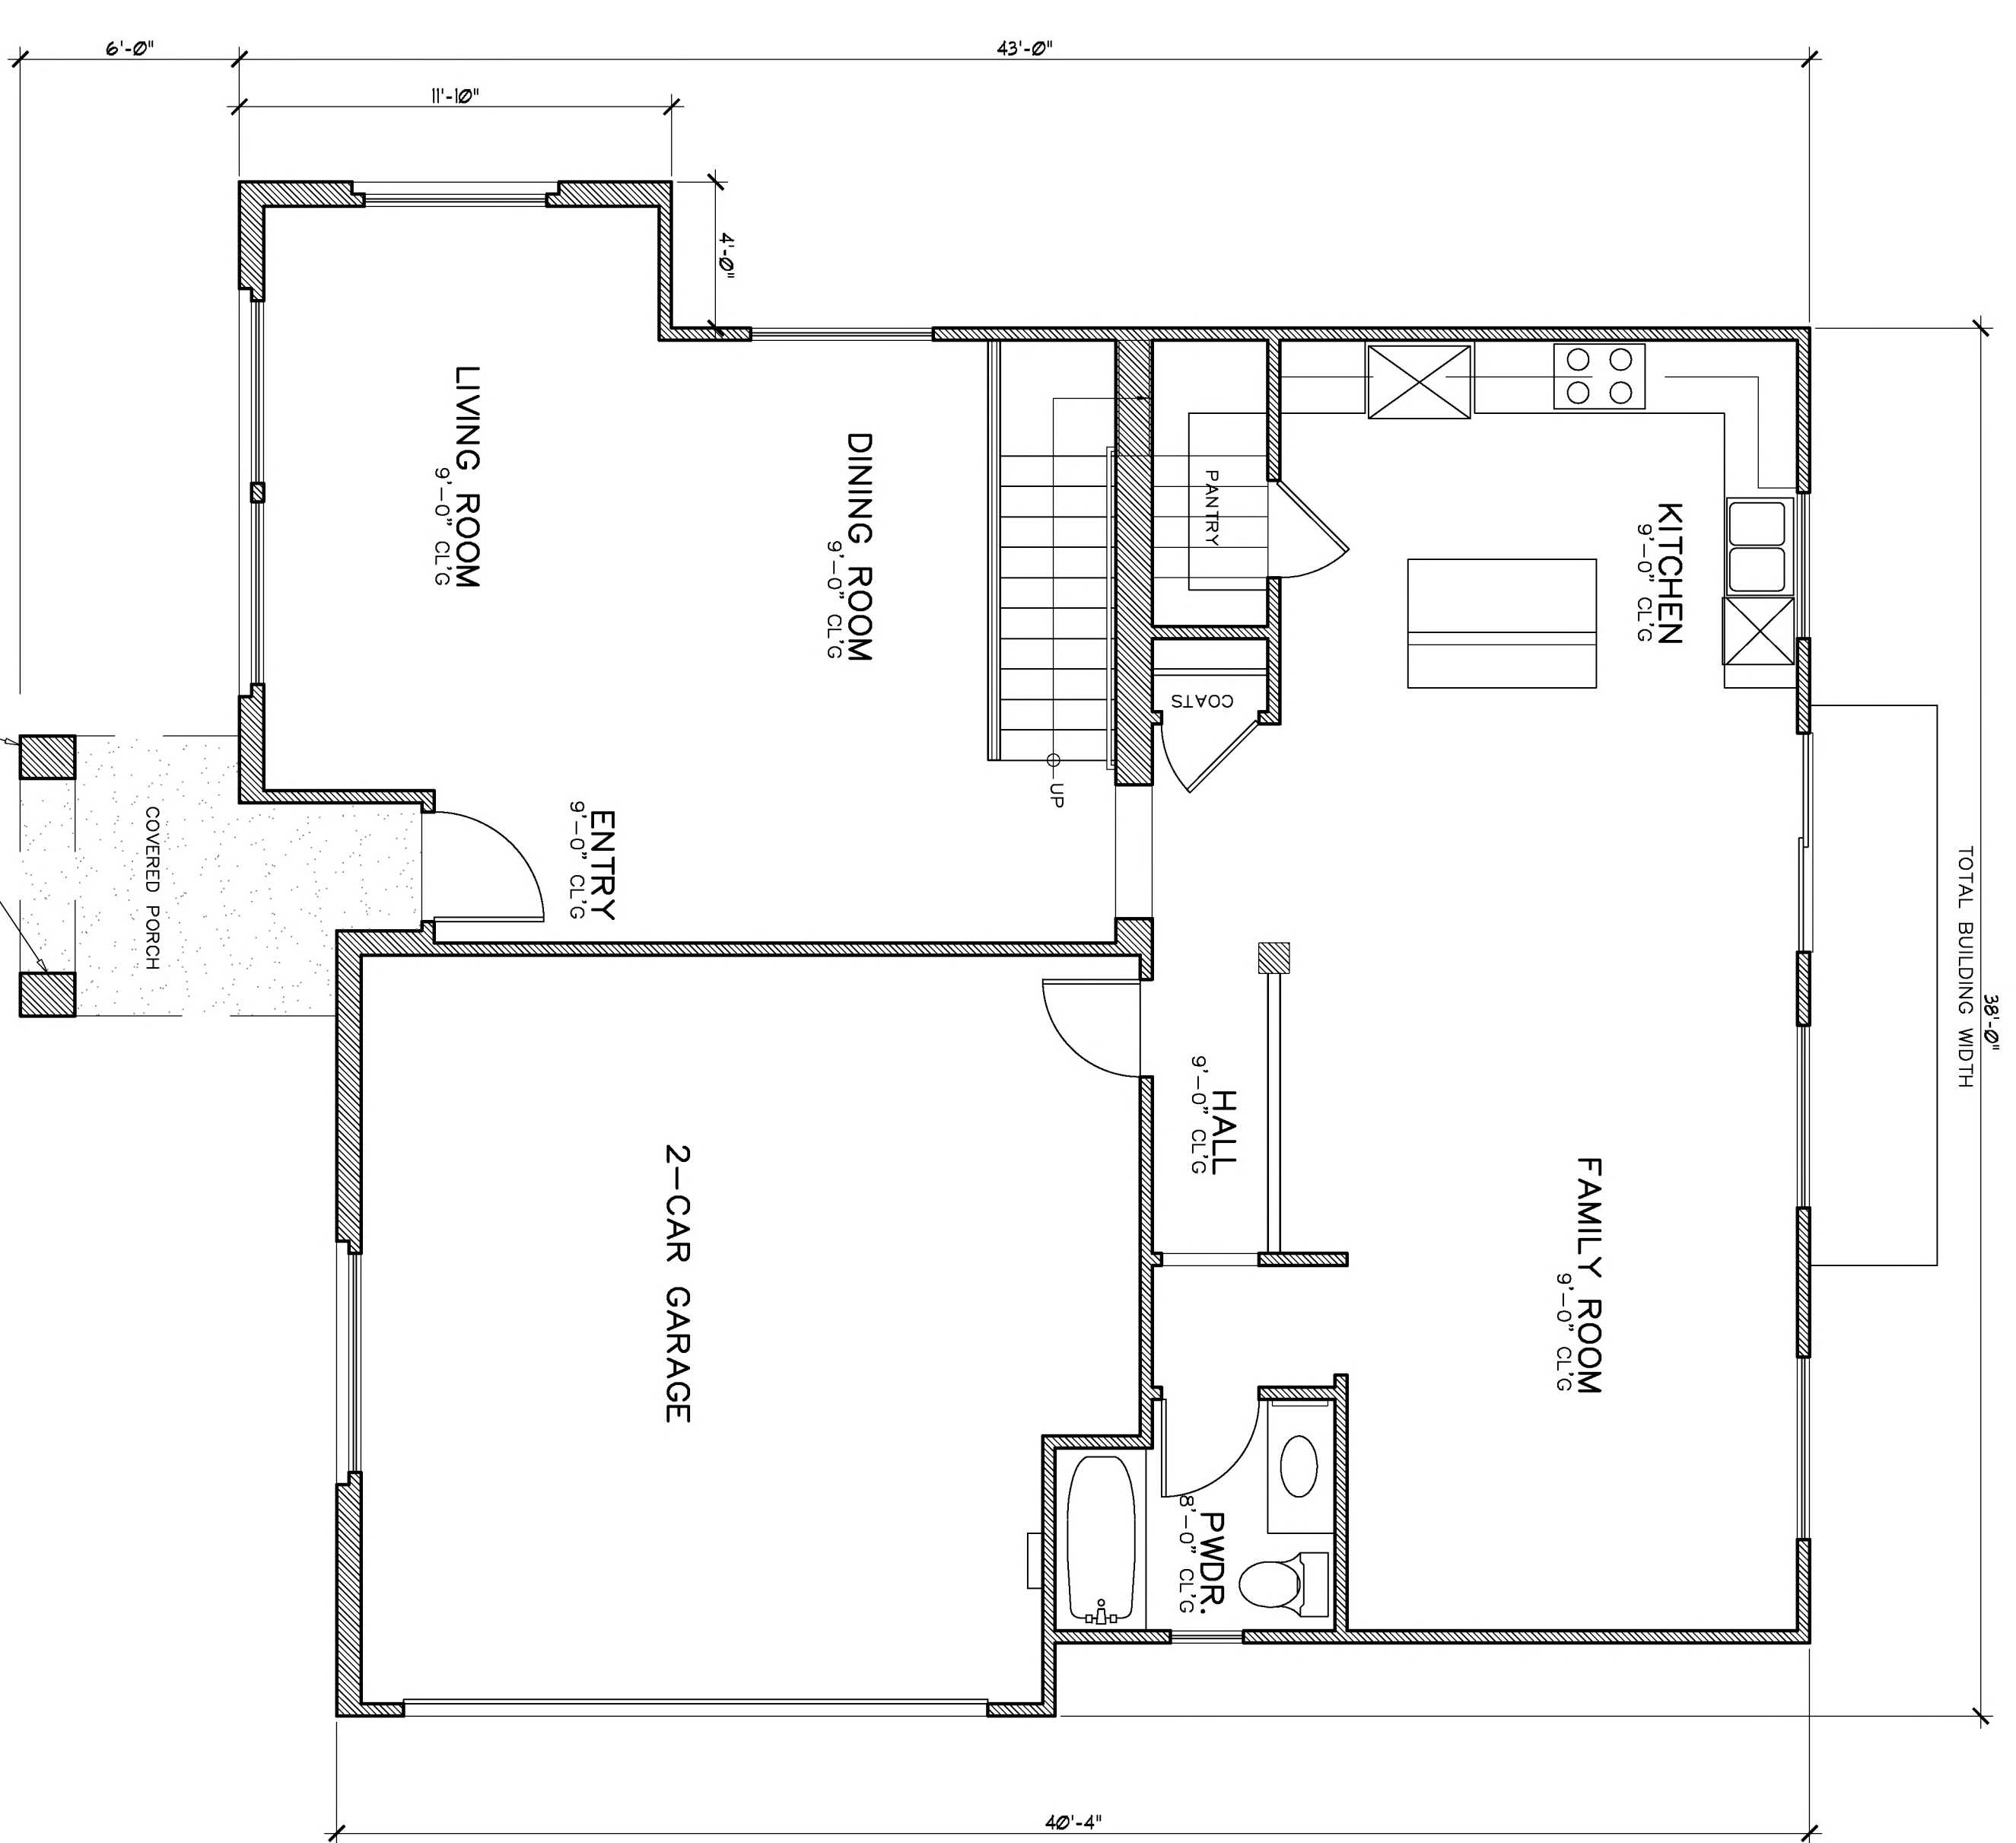 6'-0"
43'-0"
11'-10"
4'-0"
LIVING ROOM
9'-0" CL'G
DINING ROOM
9'-0" CL'G
PANTRY
KITCHEN
9'-0" CL'G
COATS
UP
ENTRY
9'-0" CL'G
COVERED PORCH
TOTAL BUILDING WIDTH
38'-0"
HALL
9'-0" CL'G
2-CAR GARAGE
FAMILY ROOM
9'-0" CL'G
PWDR.
8'-0" CL'G
40'-4"